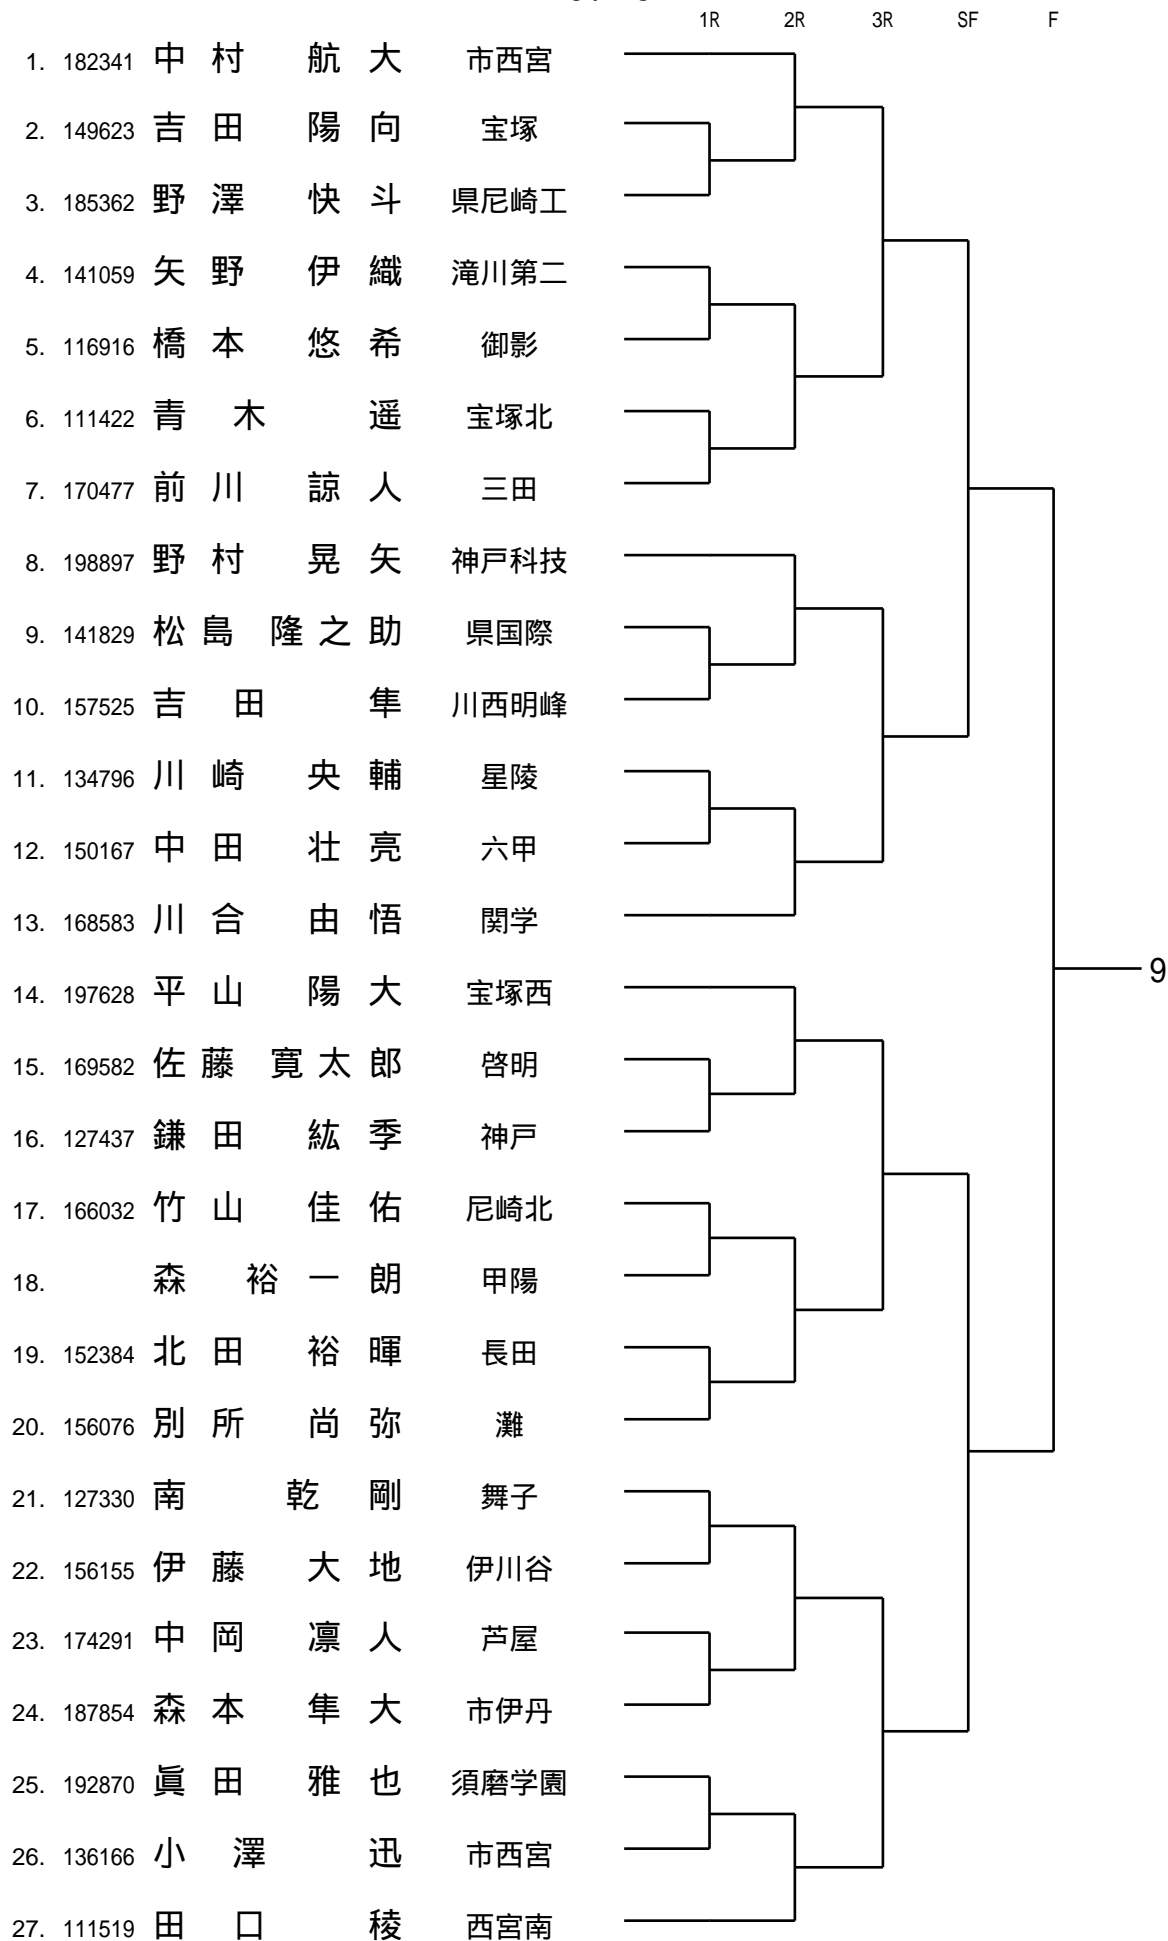 1R 2R 3R SF F
1. 182341 中村 航大 市西宮
2. 149623 吉田 陽向 宝塚
3. 185362 野澤 快斗 県尼崎工
4. 141059 矢野 伊織 滝川第二
5. 116916 橋本 悠希 御影
6. 111422 青木 遥 宝塚北
7. 170477 前川 諒人 三田
8. 198897 野村 晃矢 神戸科技
9. 141829 松島 隆之助 県国際
10. 157525 吉田 隼 川西明峰
11. 134796 川崎 央輔 星陵
12. 150167 中田 壮亮 六甲
13. 168583 川合 由悟 関学
9
14. 197628 平山 陽大 宝塚西
15. 169582 佐藤 寛太郎 啓明
16. 127437 鎌田 紘季 神戸
17. 166032 竹山 佳佑 尼崎北
18. 森 裕一朗 甲陽
19. 152384 北田 裕暉 長田
20. 156076 別所 尚弥 灘
21. 127330 南 乾剛 舞子
22. 156155 伊藤 大地 伊川谷
23. 174291 中岡 凛人 芦屋
24. 187854 森本 隼大 市伊丹
25. 192870 眞田 雅也 須磨学園
26. 136166 小澤 迅 市西宮
27. 111519 田口 稜 西宮南